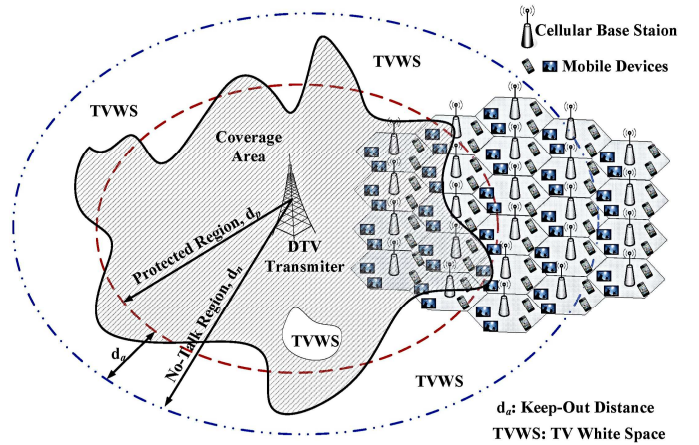 Cellular Base Staion
Mobile Devices
TVWS
TVWS
Coverage
Area
Protected Region, dp
DTV
Transmiter
No-Talk Region, dn
TVWS
da
TVWS
da: Keep-Out Distance
TVWS: TV White Space